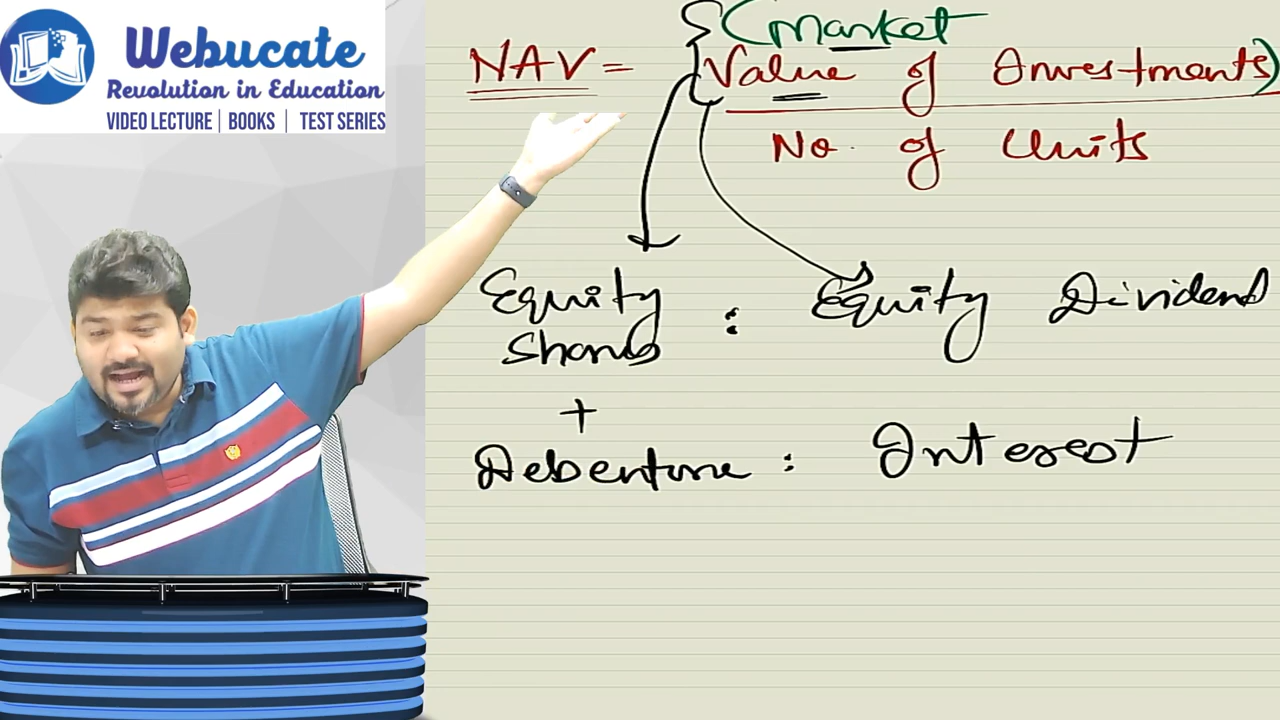 Webucate
Revolution in Education
VIDEO LECTURE | BOOKS | TEST SERIES
(Market
NAV = Value of Investments)
No. of Units
Equity Shares : Equity Dividend
+
Debenture : Interest